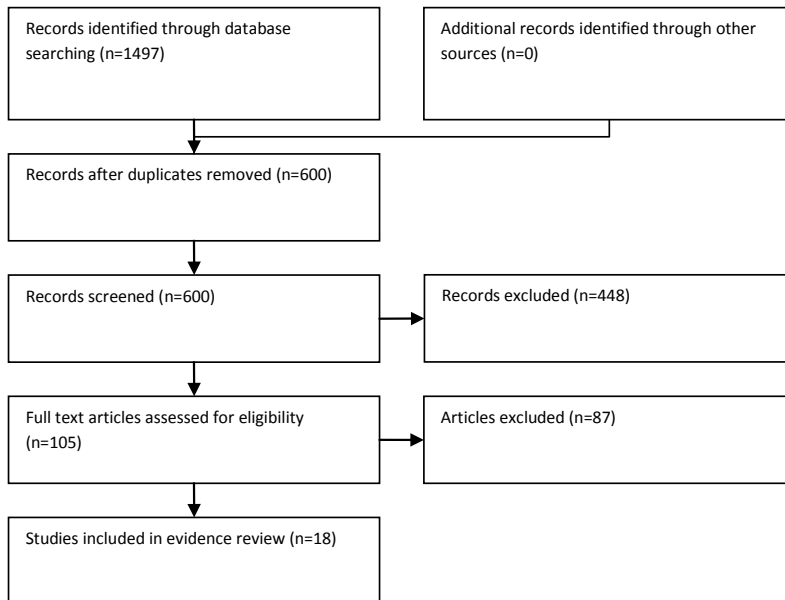 Records identified through database
searching (n=1497)
Additional records identified through other
sources (n=0)
Records after duplicates removed (n=600)
Records screened (n=600)
Records excluded (n=448)
Full text articles assessed for eligibility
(n=105)
Articles excluded (n=87)
Studies included in evidence review (n=18)